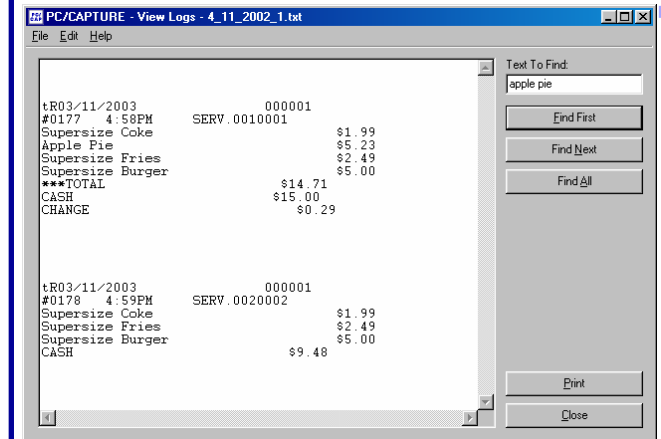 PC/CAPTURE - View Logs - 4_11_2002_1.txt
File Edit Help
tR03/11/2003 000001
#0177 4:58PM SERV.0010001
Supersize Coke $1.99
Apple Pie $5.23
Supersize Fries $2.49
Supersize Burger $5.00
***TOTAL $14.71
CASH $15.00
CHANGE $0.29
tR03/11/2003 000001
#0178 4:59PM SERV.0020002
Supersize Coke $1.99
Supersize Fries $2.49
Supersize Burger $5.00
CASH $9.48
Text To Find:
apple pie
Find First
Find Next
Find All
Print
Close